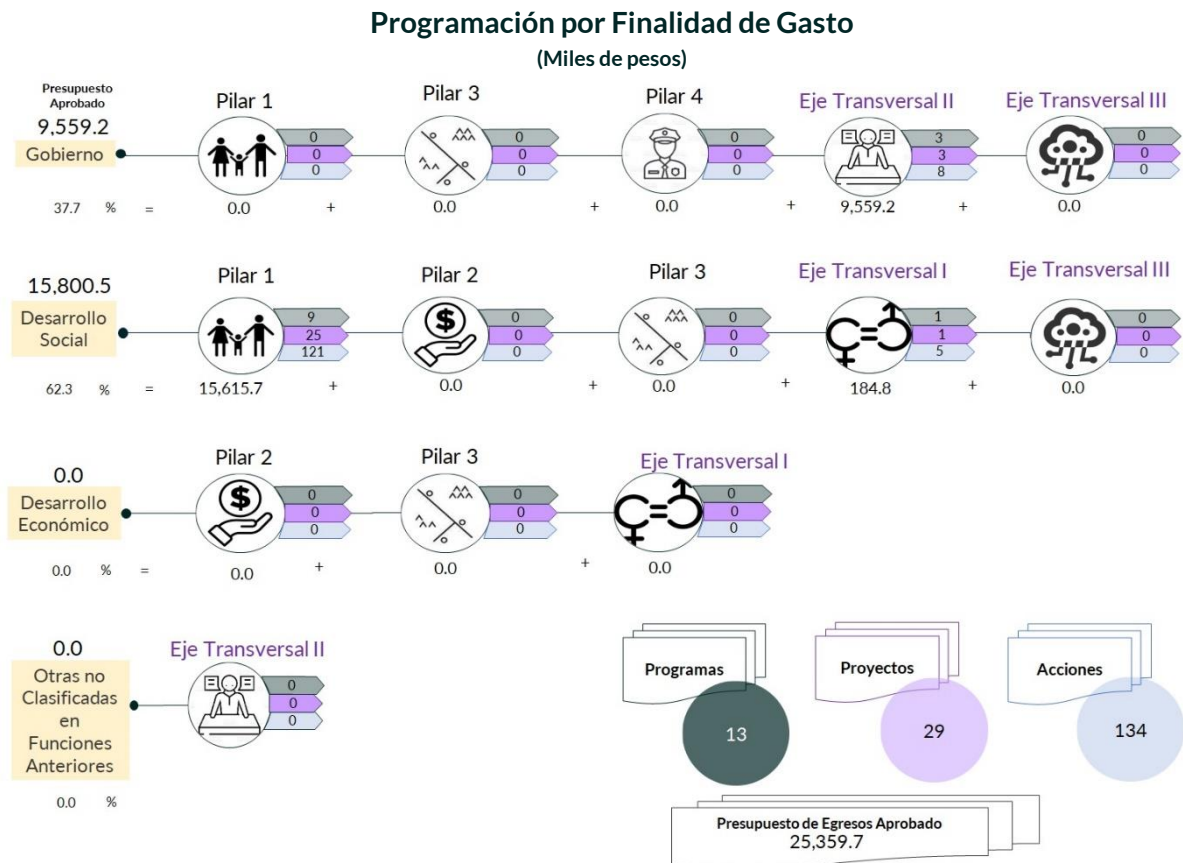 Programación por Finalidad de Gasto
(Miles de pesos)
Presupuesto
Aprobado
9,559.2
Gobierno
Pilar 1
0
0
0
Pilar 3
0
0
0
Pilar 4
0
0
0
Eje Transversal II
3
3
8
Eje Transversal III
0
0
0
37.7 % = 0.0 + 0.0 + 0.0 + 9,559.2 + 0.0
15,800.5
Desarrollo
Social
Pilar 1
9
25
121
Pilar 2
0
0
0
Pilar 3
0
0
0
Eje Transversal I
1
1
5
Eje Transversal III
0
0
0
62.3 % = 15,615.7 + 0.0 + 0.0 + 184.8 + 0.0
0.0
Desarrollo
Económico
Pilar 2
0
0
0
Pilar 3
0
0
0
Eje Transversal I
0
0
0
0.0 % = 0.0 + 0.0 + 0.0
0.0
Otras no
Clasificadas
en
Funciones
Anteriores
Eje Transversal II
0
0
0
0.0 %
Programas
13
Proyectos
29
Acciones
134
Presupuesto de Egresos Aprobado
25,359.7